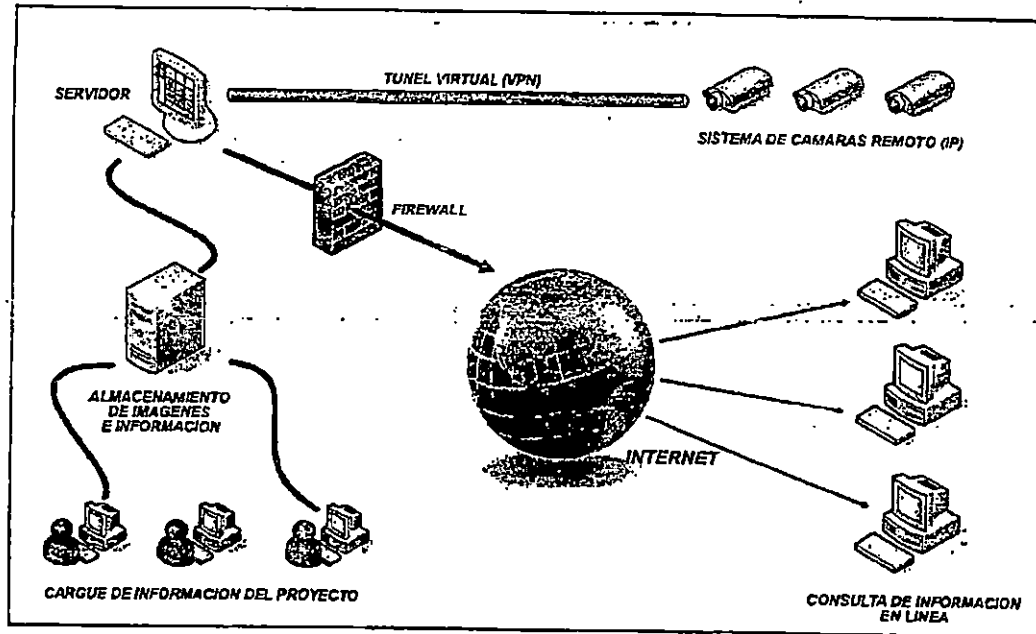 TUNEL VIRTUAL (VPN)
SERVIDOR
SISTEMA DE CAMARAS REMOTO (IP)
FIREWALL
ALMACENAMIENTO
DE IMAGENES
E INFORMACION
INTERNET
CARGUE DE INFORMACION DEL PROYECTO
CONSULTA DE INFORMACION
EN LINEA